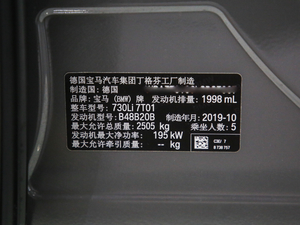 德国宝马汽车集团丁格芬工厂制造
制造国: 德国
品牌: 宝马 (BMW) 牌 发动机排量: 1998 mL
整车型号: 730Li 7T01
发动机型号: B48B20B 制造年月: 2019-10
最大允许总质量: 2505 kg 乘坐人数: 5
发动机最大净功率: 195 kW
最大允许牵引质量: -- kg